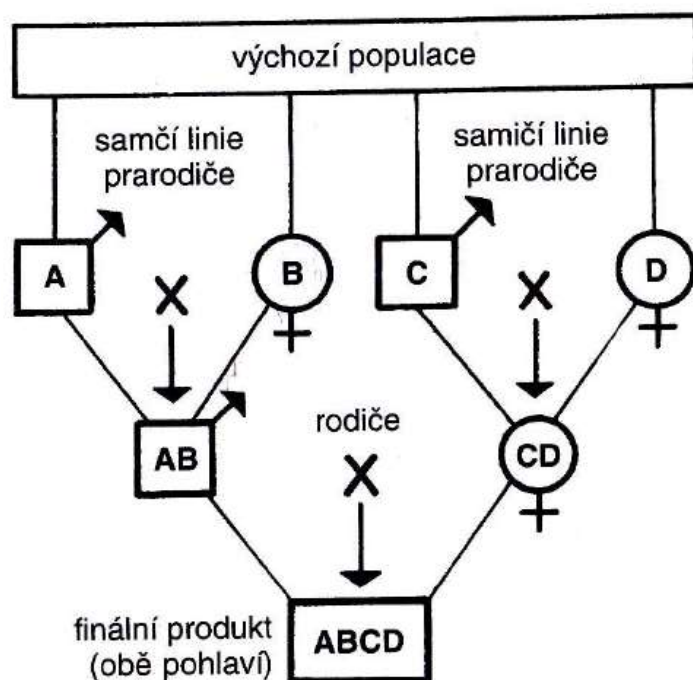 výchozí populace
samčí linie
prarodiče
samičí linie
prarodiče
A
X
B
C
X
D
AB
rodiče
X
CD
finální produkt
(obě pohlaví)
ABCD